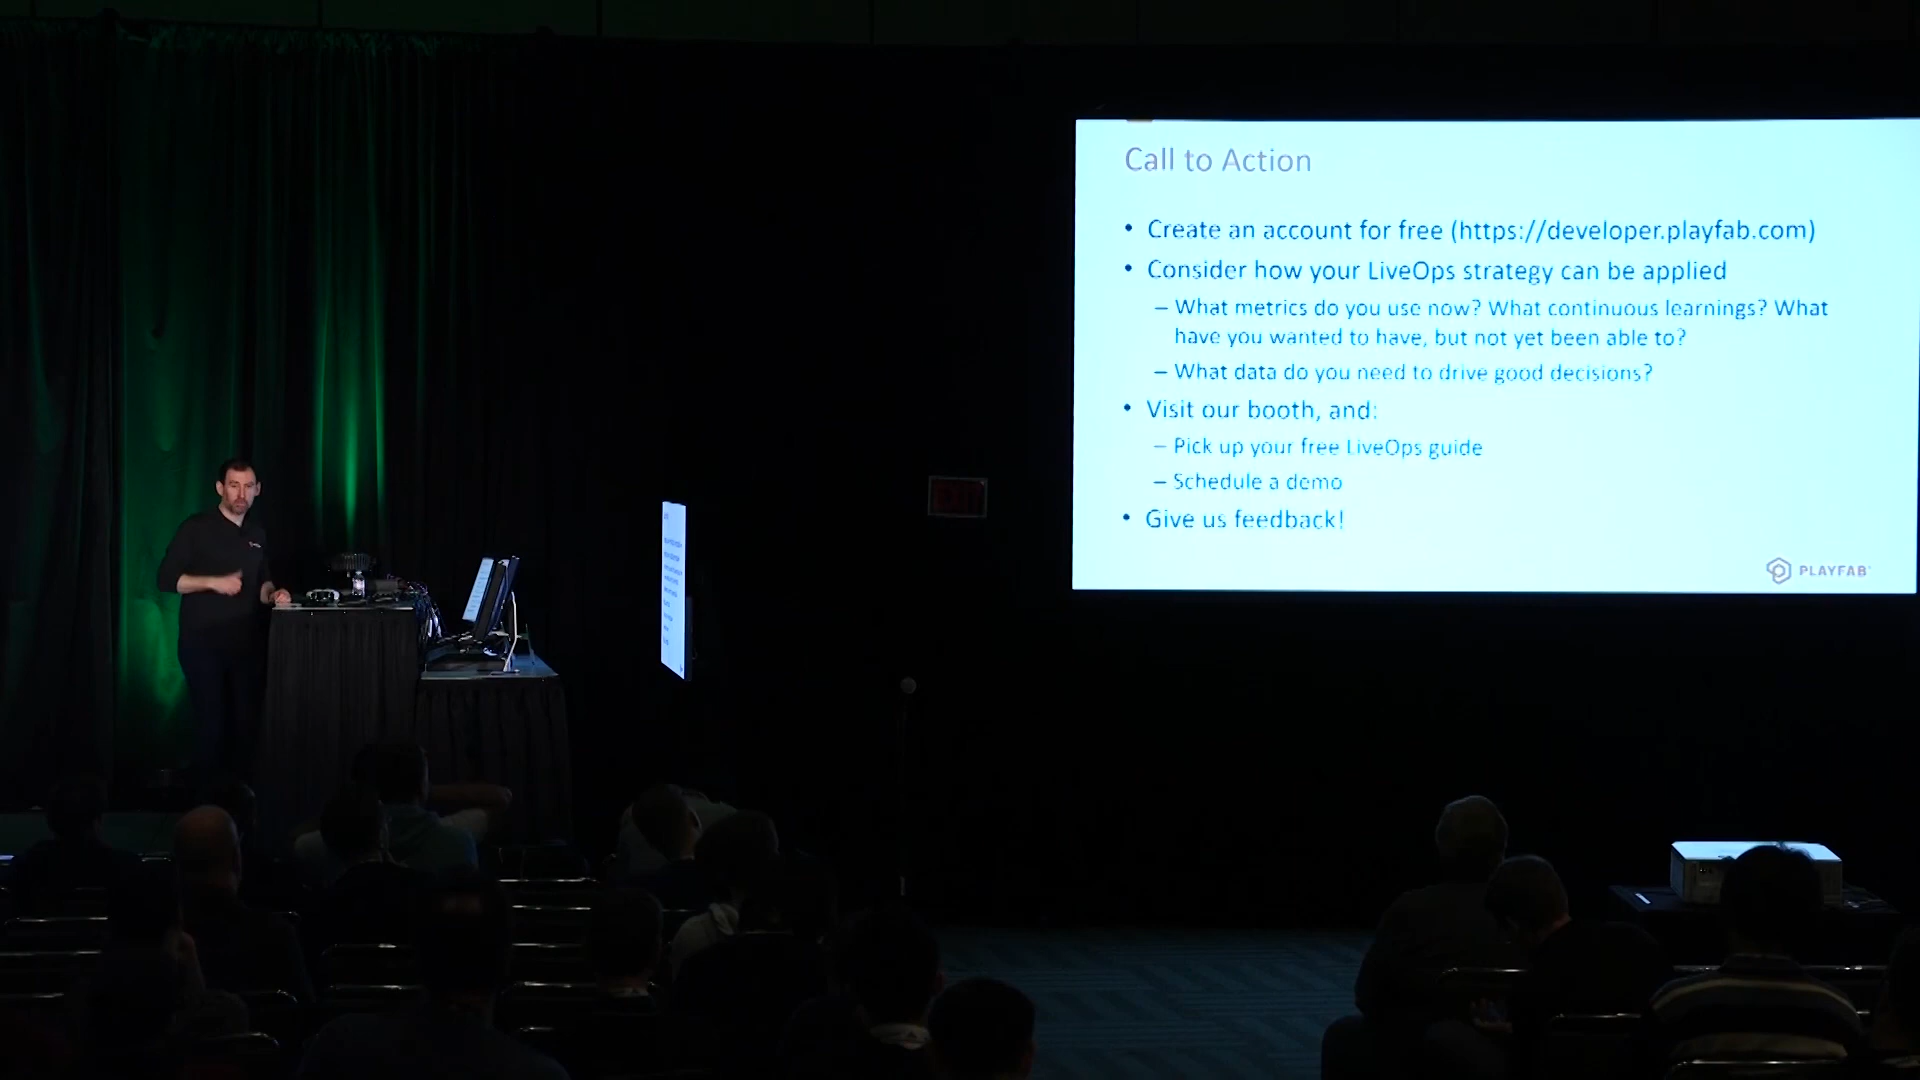 Call to Action
• Create an account for free (https://developer.playfab.com)
• Consider how your LiveOps strategy can be applied
– What metrics do you use now? What continuous learnings? What
have you wanted to have, but not yet been able to?
– What data do you need to drive good decisions?
• Visit our booth, and:
– Pick up your free LiveOps guide
– Schedule a demo
• Give us feedback!
PLAYFAB
EXIT